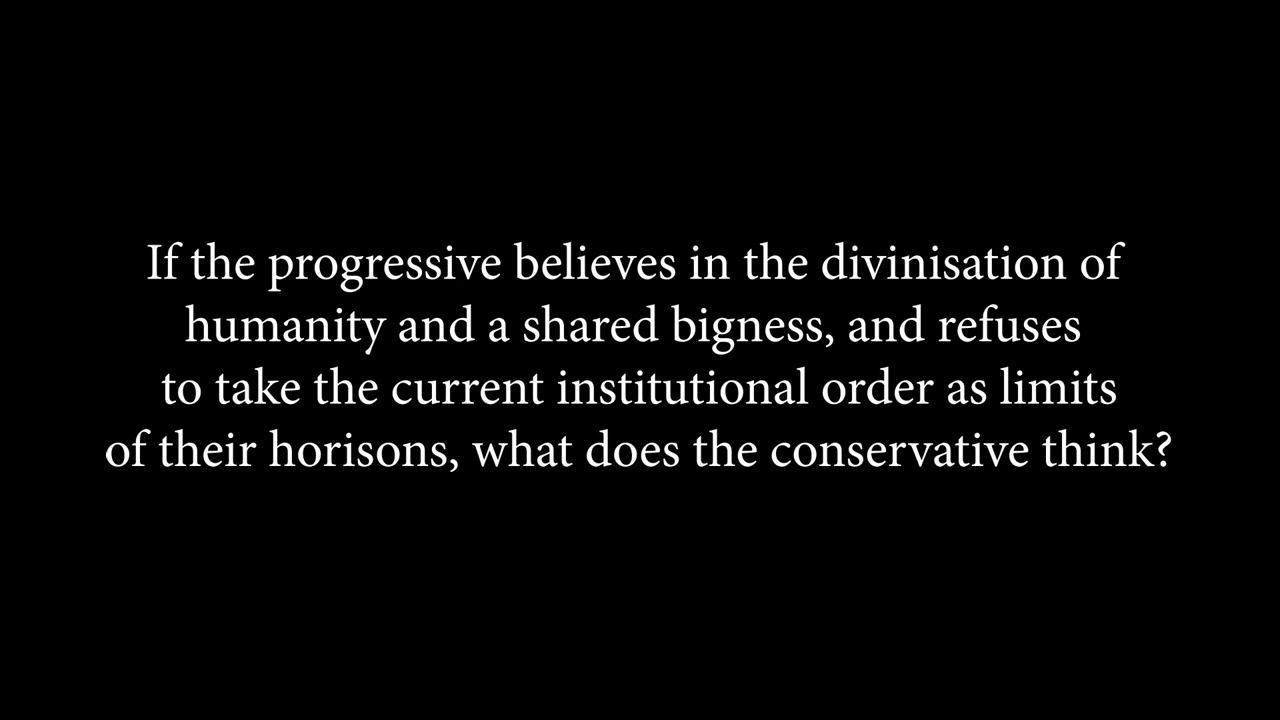 If the progressive believes in the divinisation of
humanity and a shared bigness, and refuses
to take the current institutional order as limits
of their horisons, what does the conservative think?